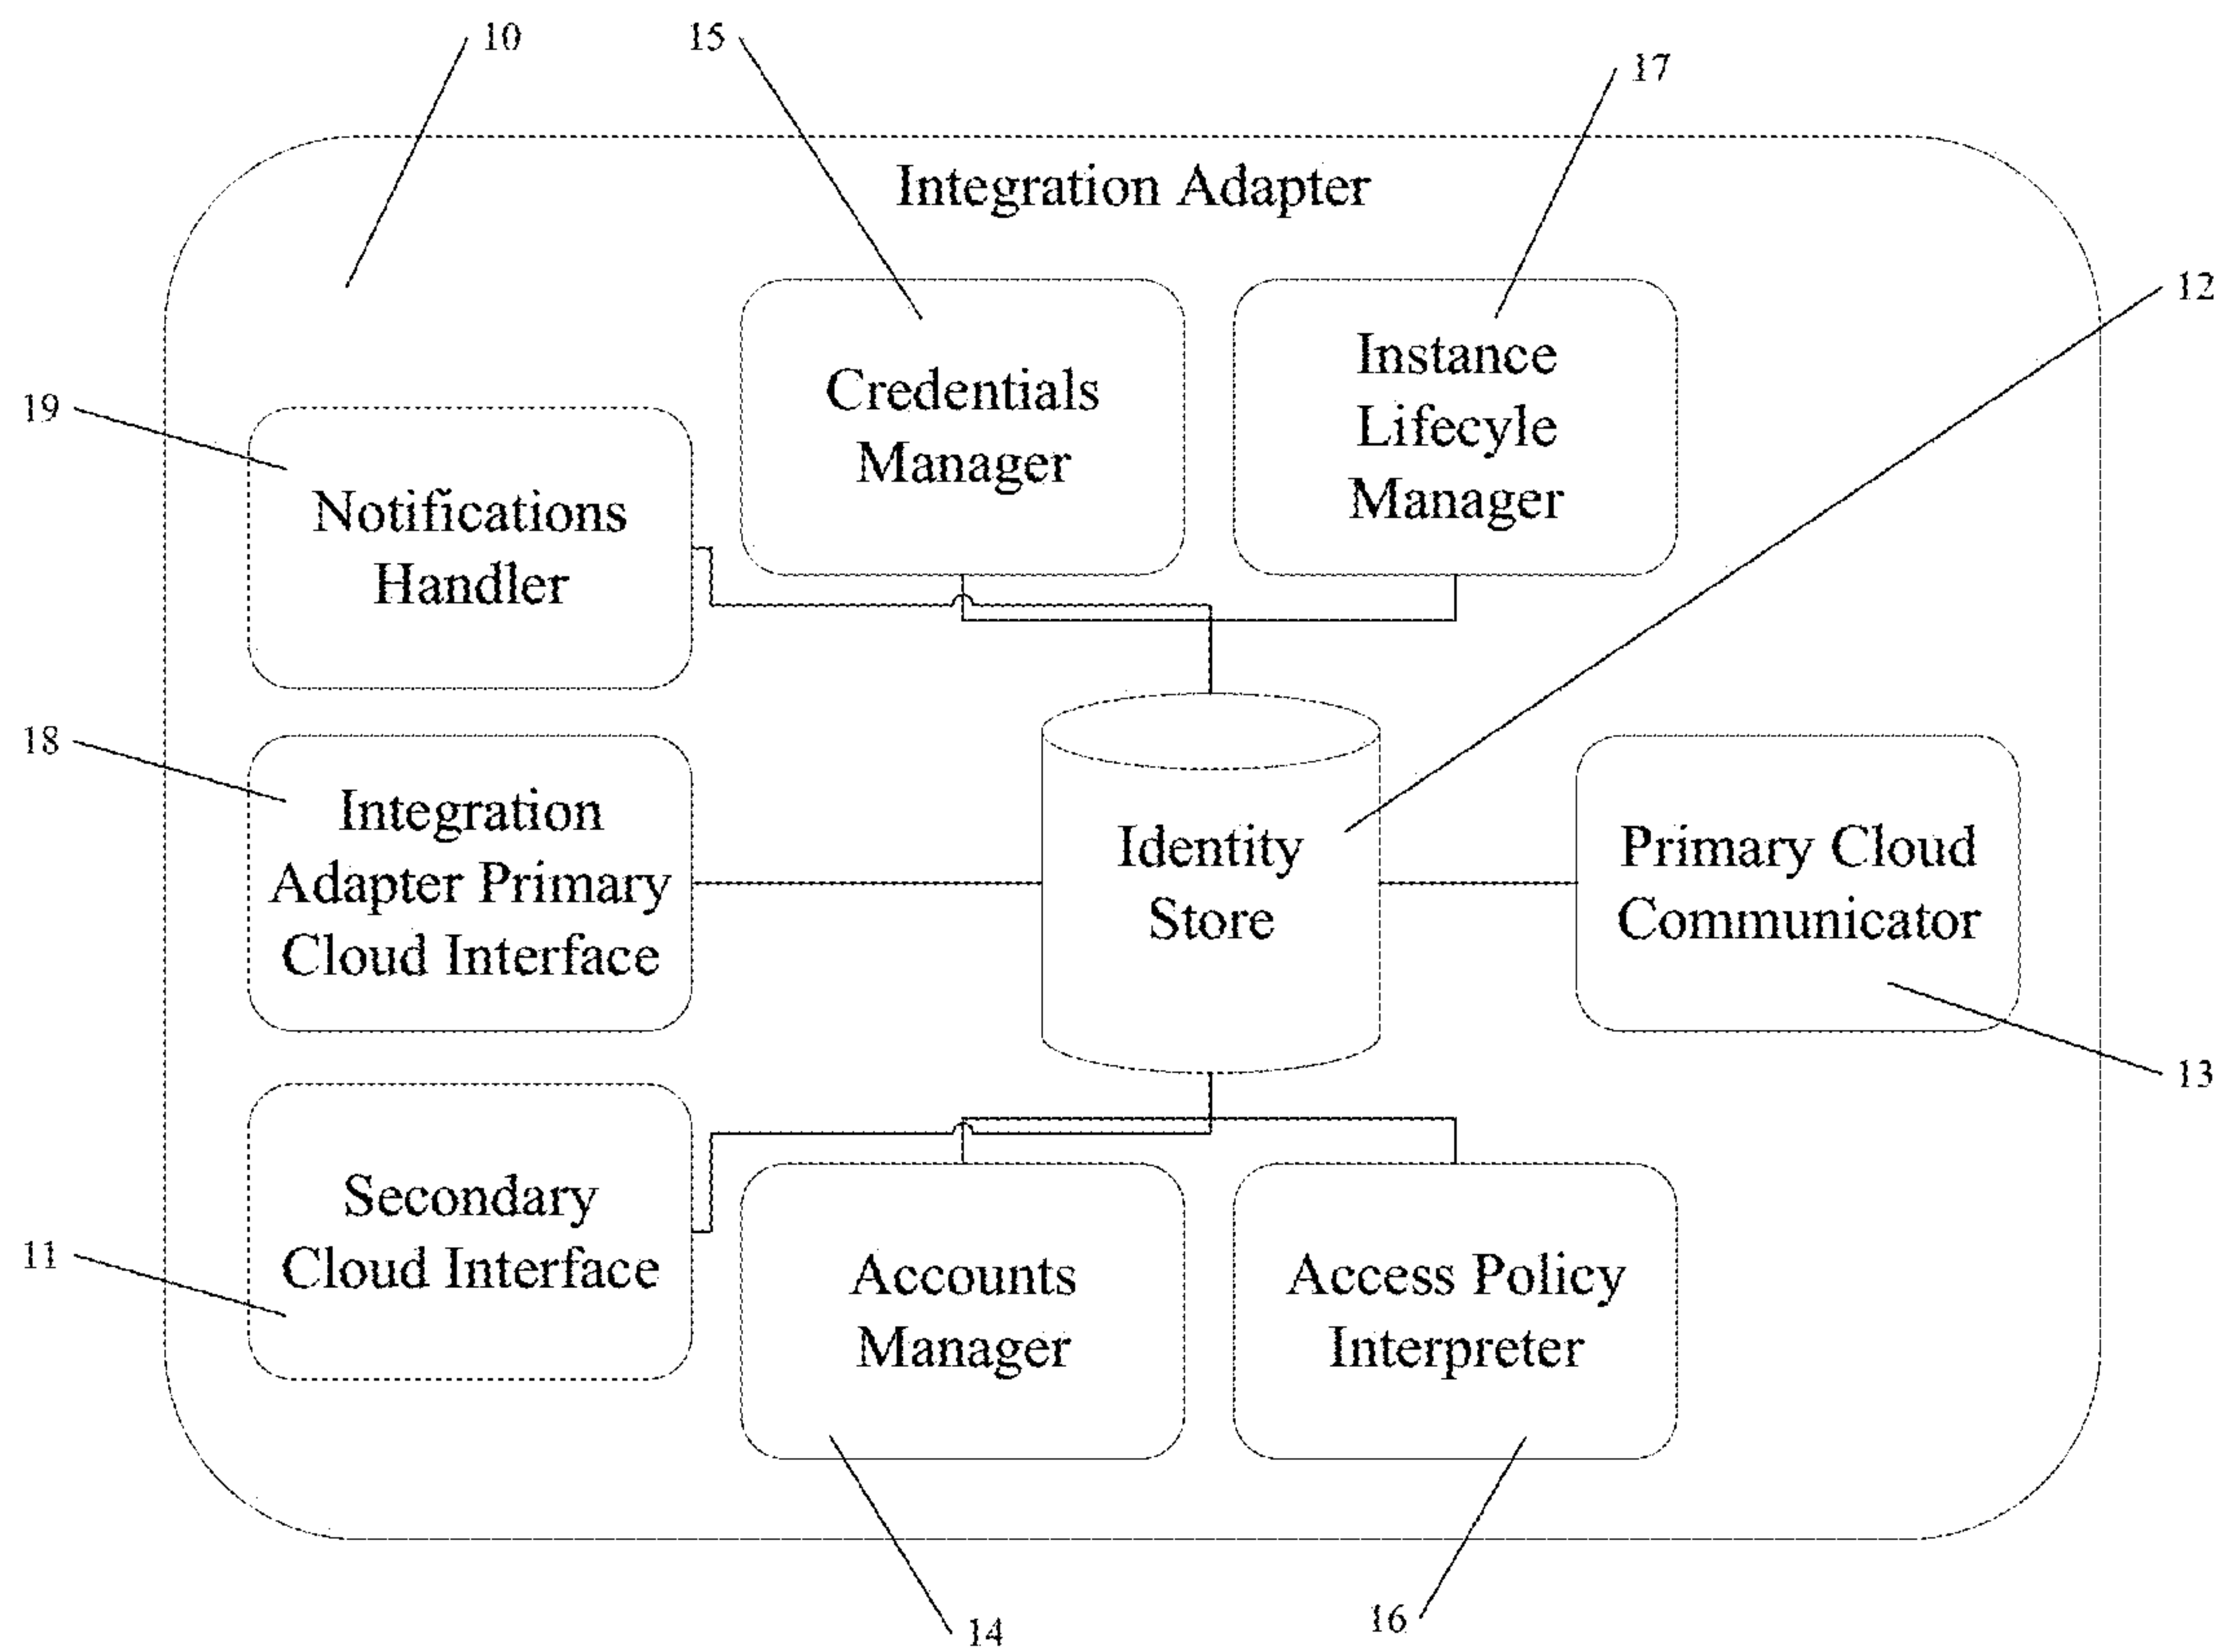 10
15
17
Integration Adapter
12
Credentials
Manager
Instance
Lifecyle
Manager
19
Notifications
Handler
18
Integration
Adapter Primary
Cloud Interface
Identity
Store
Primary Cloud
Communicator
13
Secondary
Cloud Interface
11
Accounts
Manager
Access Policy
Interpreter
14
16